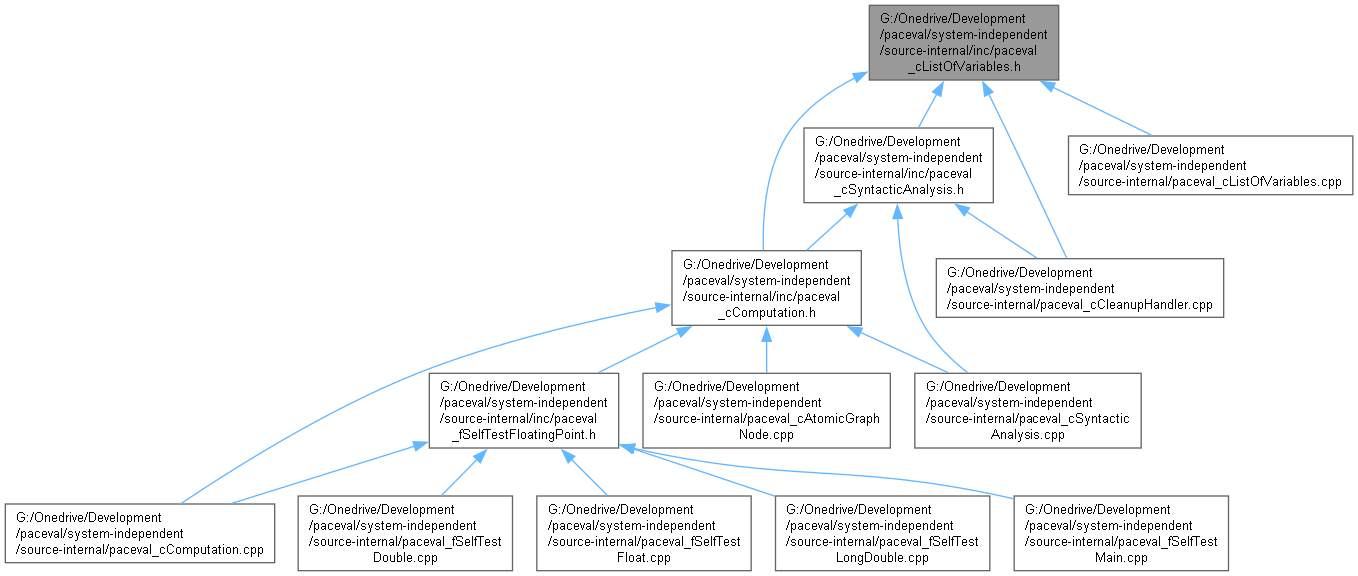 G:/Onedrive/Development
/paceval/system-independent
/source-internal/inc/paceval
_cListOfVariables.h
G:/Onedrive/Development
/paceval/system-independent
/source-internal/inc/paceval
_cSyntacticAnalysis.h
G:/Onedrive/Development
/paceval/system-independent
/source-internal/paceval_cListOfVariables.cpp
G:/Onedrive/Development
/paceval/system-independent
/source-internal/inc/paceval
_cComputation.h
G:/Onedrive/Development
/paceval/system-independent
/source-internal/paceval_cCleanupHandler.cpp
G:/Onedrive/Development
/paceval/system-independent
/source-internal/inc/paceval
_fSelfTestFloatingPoint.h
G:/Onedrive/Development
/paceval/system-independent
/source-internal/paceval_cAtomicGraph
Node.cpp
G:/Onedrive/Development
/paceval/system-independent
/source-internal/paceval_cSyntactic
Analysis.cpp
G:/Onedrive/Development
/paceval/system-independent
/source-internal/paceval_cComputation.cpp
G:/Onedrive/Development
/paceval/system-independent
/source-internal/paceval_fSelfTest
Double.cpp
G:/Onedrive/Development
/paceval/system-independent
/source-internal/paceval_fSelfTest
Float.cpp
G:/Onedrive/Development
/paceval/system-independent
/source-internal/paceval_fSelfTest
LongDouble.cpp
G:/Onedrive/Development
/paceval/system-independent
/source-internal/paceval_fSelfTest
Main.cpp